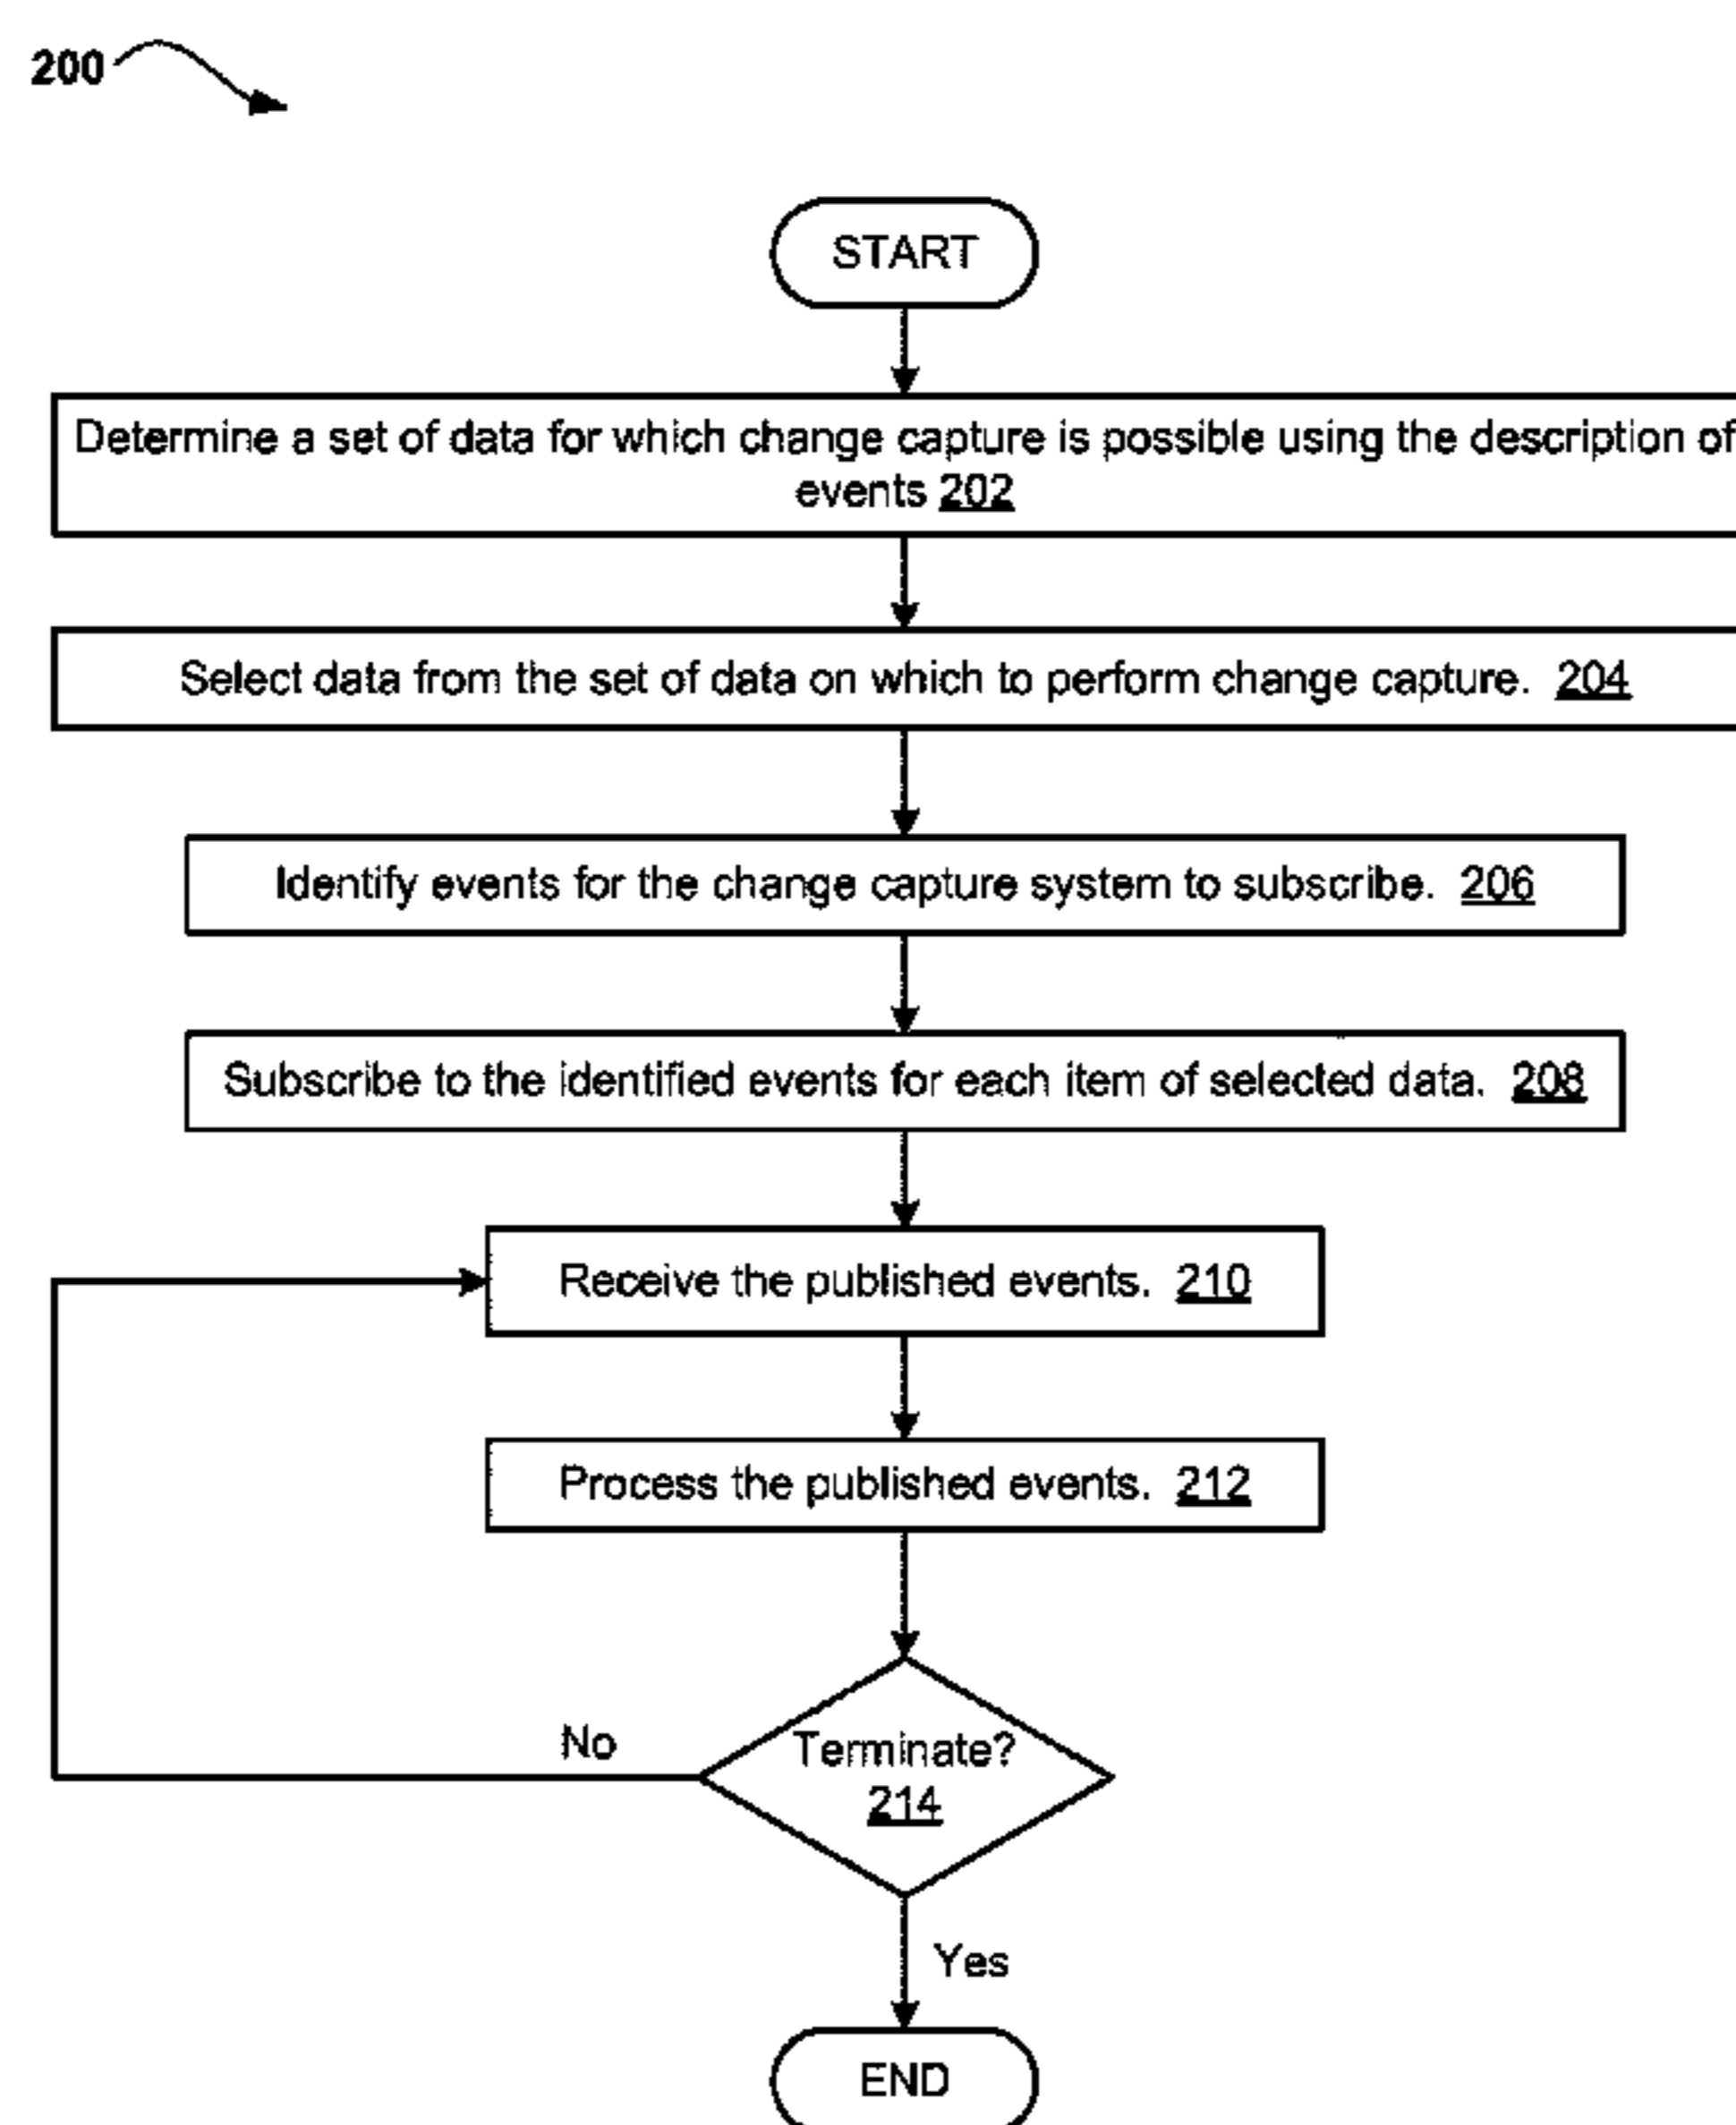 200
START
Determine a set of data for which change capture is possible using the description of
events 202
Select data from the set of data on which to perform change capture. 204
Identify events for the change capture system to subscribe. 206
Subscribe to the identified events for each item of selected data. 208
Receive the published events. 210
Process the published events. 212
Terminate?
214
No
Yes
END